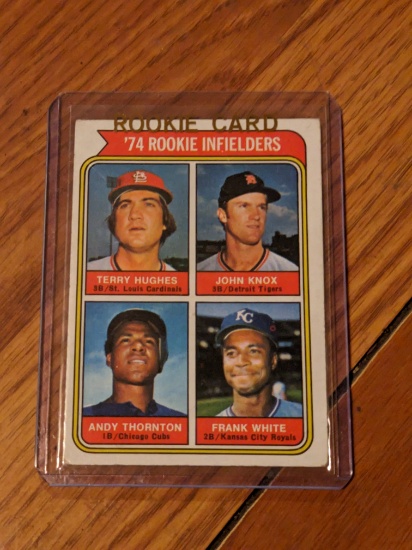 ROOKIE CARD
'74 ROOKIE INFIELDERS
TERRY HUGHES
3B/St. Louis Cardinals
JOHN KNOX
2B/Detroit Tigers
KC
ANDY THORNTON
1B/Chicago Cubs
FRANK WHITE
2B/Kansas City Royals